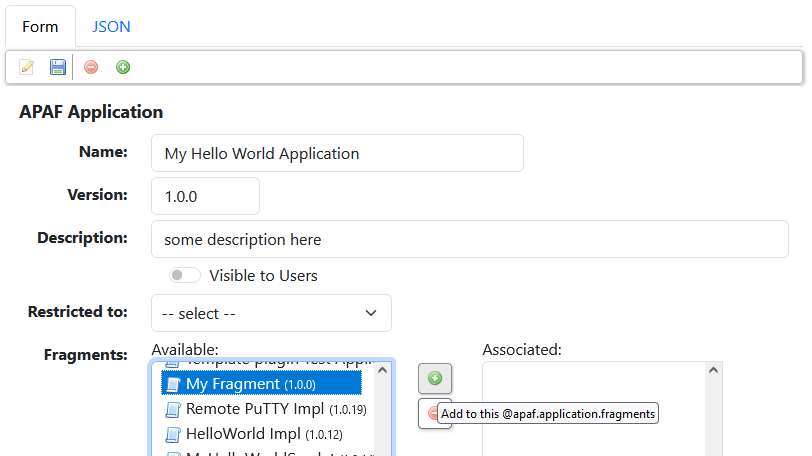 Form JSON
APAF Application
Name: My Hello World Application
Version: 1.0.0
Description: some description here
Visible to Users
Restricted to: -- select --
Fragments: Available: Associated:
My Fragment (1.0.0)
Remote PuTTY Impl (1.0.19)
Add to this @apaf.application.fragments
HelloWorld Impl (1.0.12)